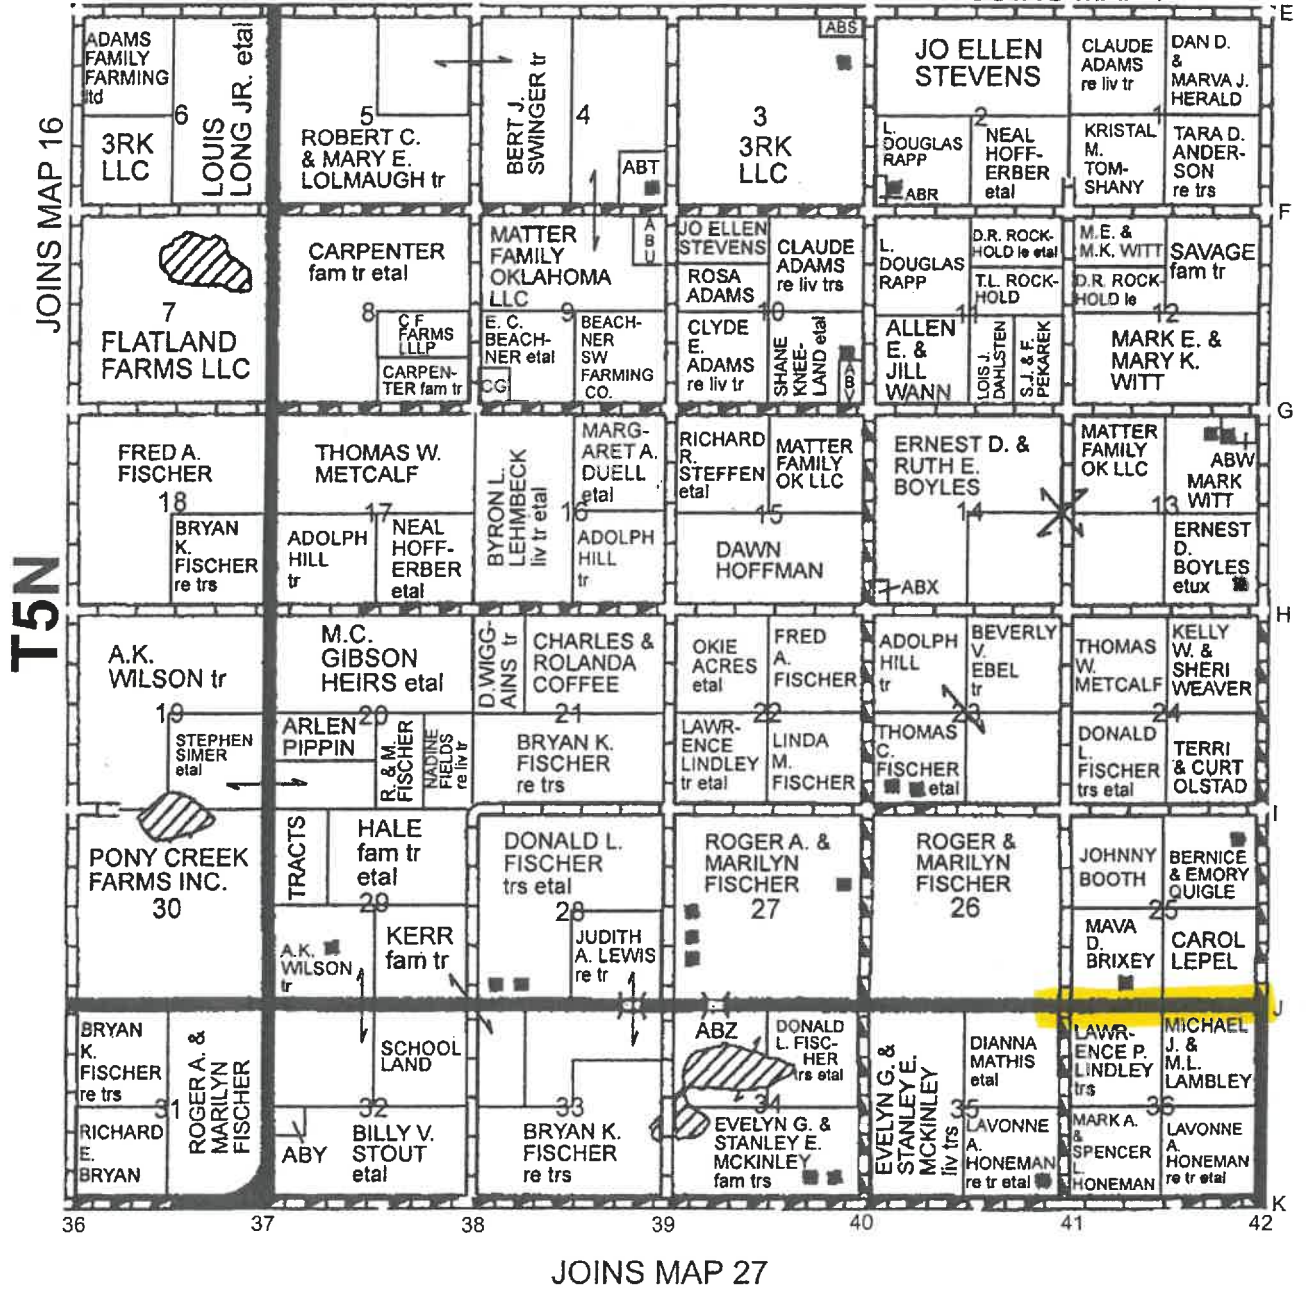 E
ADAMS
FAMILY
FARMING
ltd
6
LOUIS
LONG JR. etal
3RK
LLC
5
ROBERT C.
& MARY E.
LOLMAUGH tr
BERT J.
SWINGER tr
4
ABT
ABS
3
3RK
LLC
JO ELLEN
STEVENS
2
L.
DOUGLAS
RAPP
ABR
NEAL
HOFF-
ERBER
etal
CLAUDE
ADAMS
re liv tr
DAN D.
&
MARVA J.
HERALD
1
KRISTAL
M.
TOM-
SHANY
TARA D.
ANDER-
SON
re trs
JOINS MAP 16
F
7
FLATLAND
FARMS LLC
CARPENTER
fam tr etal
8
C F
FARMS
LLLP
CARPEN-
TER fam tr
MATTER
FAMILY
OKLAHOMA
LLC
ABU
9
E. C.
BEACH-
NER etal
CG
BEACH-
NER
SW
FARMING
CO.
JO ELLEN
STEVENS
ROSA
ADAMS
CLAUDE
ADAMS
re liv trs
10
CLYDE
E.
ADAMS
re liv tr
SHANE
KNEE-
LAND etal
ABV
L.
DOUGLAS
RAPP
D.R. ROCK-
HOLD le etal
T.L. ROCK-
HOLD
11
ALLEN
E. &
JILL
WANN
LOIS J.
DAHLSTEN
S.J. & F.
PEKAREK
M.E. &
M.K. WITT
D.R. ROCK-
HOLD le
SAVAGE
fam tr
12
MARK E. &
MARY K.
WITT
G
FRED A.
FISCHER
18
BRYAN
K.
FISCHER
re trs
THOMAS W.
METCALF
17
ADOLPH
HILL
tr
NEAL
HOFF-
ERBER
etal
BYRON L.
LEHMBECK
liv tr etal
MARG-
ARET A.
DUELL
etal
16
ADOLPH
HILL
tr
RICHARD
R.
STEFFEN
etal
MATTER
FAMILY
OK LLC
15
DAWN
HOFFMAN
ERNEST D. &
RUTH E.
BOYLES
14
ABX
MATTER
FAMILY
OK LLC
ABW
MARK
WITT
13
ERNEST
D.
BOYLES
etux
T5N
H
A.K.
WILSON tr
19
STEPHEN
SIMER
etal
M.C.
GIBSON
HEIRS etal
20
ARLEN
PIPPIN
R. & M.
FISCHER
NADINE
FIELDS
re liv tr
D.WIGG-
AINS tr
CHARLES &
ROLANDA
COFFEE
21
BRYAN K.
FISCHER
re trs
OKIE
ACRES
etal
FRED
A.
FISCHER
22
LAWR-
ENCE
LINDLEY
tr etal
LINDA
M.
FISCHER
ADOLPH
HILL
tr
BEVERLY
V.
EBEL
tr
23
THOMAS
C.
FISCHER
etal
THOMAS
W.
METCALF
KELLY
W. &
SHERI
WEAVER
24
DONALD
L.
FISCHER
trs etal
TERRI
& CURT
OLSTAD
I
PONY CREEK
FARMS INC.
30
TRACTS
HALE
fam tr
etal
29
A.K.
WILSON
tr
KERR
fam tr
DONALD L.
FISCHER
trs etal
28
JUDITH
A. LEWIS
re tr
ROGER A. &
MARILYN
FISCHER
27
ROGER &
MARILYN
FISCHER
26
JOHNNY
BOOTH
BERNICE
& EMORY
QUIGLE
25
MAVA
D.
BRIXEY
CAROL
LEPEL
J
BRYAN
K.
FISCHER
re trs
31
ROGER A. &
MARILYN
FISCHER
RICHARD
E.
BRYAN
SCHOOL
LAND
32
ABY
BILLY V.
STOUT
etal
33
BRYAN K.
FISCHER
re trs
ABZ
DONALD
L. FISC-
HER
trs etal
34
EVELYN G. &
STANLEY E.
MCKINLEY
fam trs
EVELYN G. &
STANLEY E.
MCKINLEY
liv trs
DIANNA
MATHIS
etal
35
LAVONNE
A.
HONEMAN
re tr etal
LAWR-
ENCE P.
LINDLEY
trs
MICHAEL
J. &
M.L.
LAMBLEY
36
MARK A.
&
SPENCER
L.
HONEMAN
LAVONNE
A.
HONEMAN
re tr etal
K
36 37 38 39 40 41 42
JOINS MAP 27